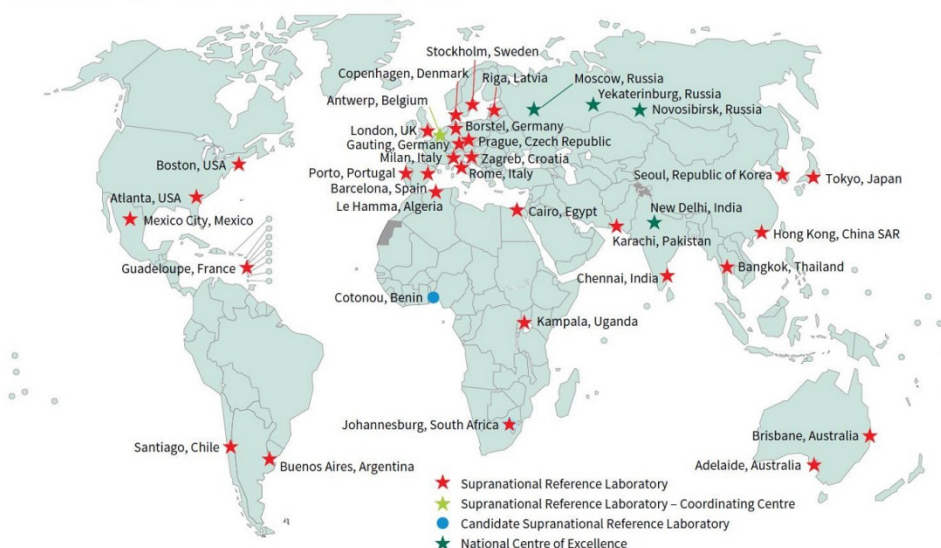 Stockholm, Sweden
Copenhagen, Denmark
Riga, Latvia
Moscow, Russia
Yekaterinburg, Russia
Antwerp, Belgium
Novosibirsk, Russia
London, UK
Borstel, Germany
Gauting, Germany
Prague, Czech Republic
Boston, USA
Milan, Italy
Zagreb, Croatia
Porto, Portugal
Rome, Italy
Seoul, Republic of Korea
Tokyo, Japan
Atlanta, USA
Barcelona, Spain
New Delhi, India
Le Hamma, Algeria
Mexico City, Mexico
Cairo, Egypt
Hong Kong, China SAR
Karachi, Pakistan
Guadeloupe, France
Chennai, India
Bangkok, Thailand
Cotonou, Benin
Kampala, Uganda
Johannesburg, South Africa
Brisbane, Australia
Santiago, Chile
Buenos Aires, Argentina
Adelaide, Australia
Supranational Reference Laboratory
Supranational Reference Laboratory – Coordinating Centre
Candidate Supranational Reference Laboratory
National Centre of Excellence